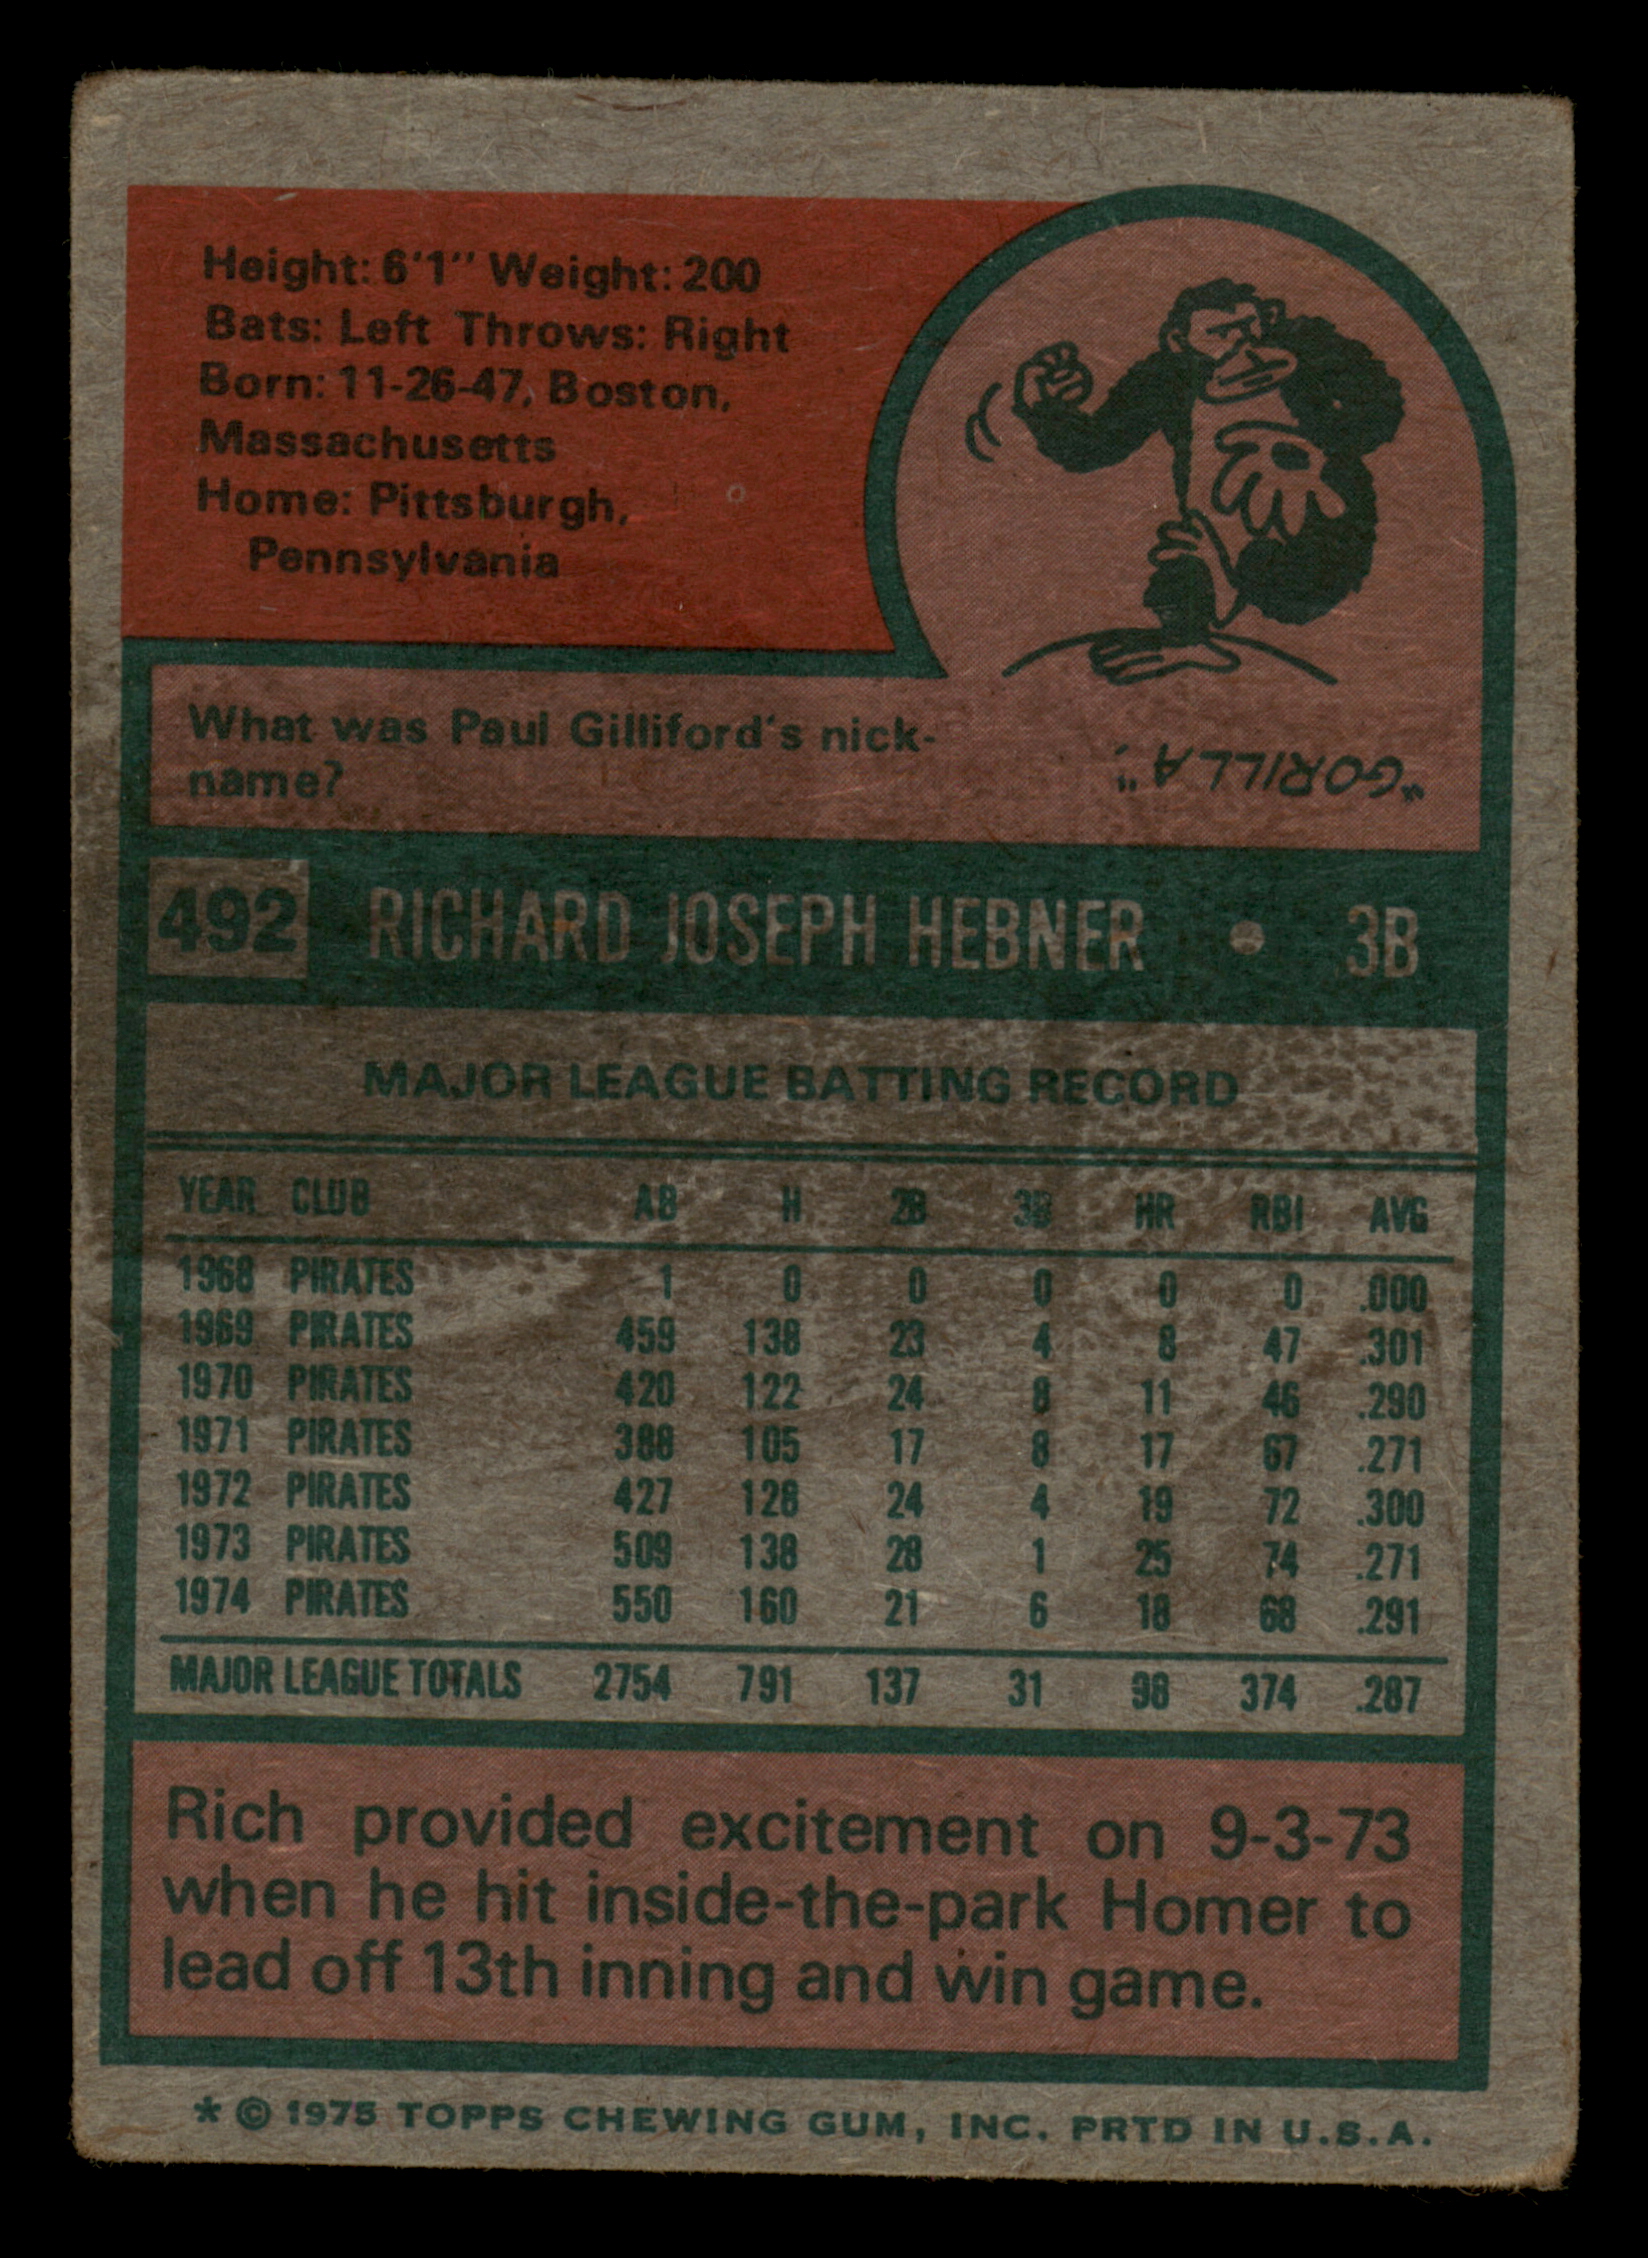 Height: 6'1" Weight: 200
Bats: Left Throws: Right
Born: 11-26-47, Boston,
Massachusetts
Home: Pittsburgh,
Pennsylvania
What was Paul Gilliford's nick-
name?
"GORILLA".
492 RICHARD JOSEPH HEBNER • 3B
MAJOR LEAGUE BATTING RECORD
YEAR CLUB AB H 2B 3B HR RBI AVG
1968 PIRATES 1 0 0 0 0 0 .000
1969 PIRATES 459 138 23 4 8 47 .301
1970 PIRATES 420 122 24 8 11 46 .290
1971 PIRATES 388 105 17 8 17 67 .271
1972 PIRATES 427 128 24 4 19 72 .300
1973 PIRATES 509 138 28 1 25 74 .271
1974 PIRATES 550 160 21 6 18 68 .291
MAJOR LEAGUE TOTALS 2754 791 137 31 98 374 .287
Rich provided excitement on 9-3-73
when he hit inside-the-park Homer to
lead off 13th inning and win game.
* © 1975 TOPPS CHEWING GUM, INC. PRTD IN U.S.A.